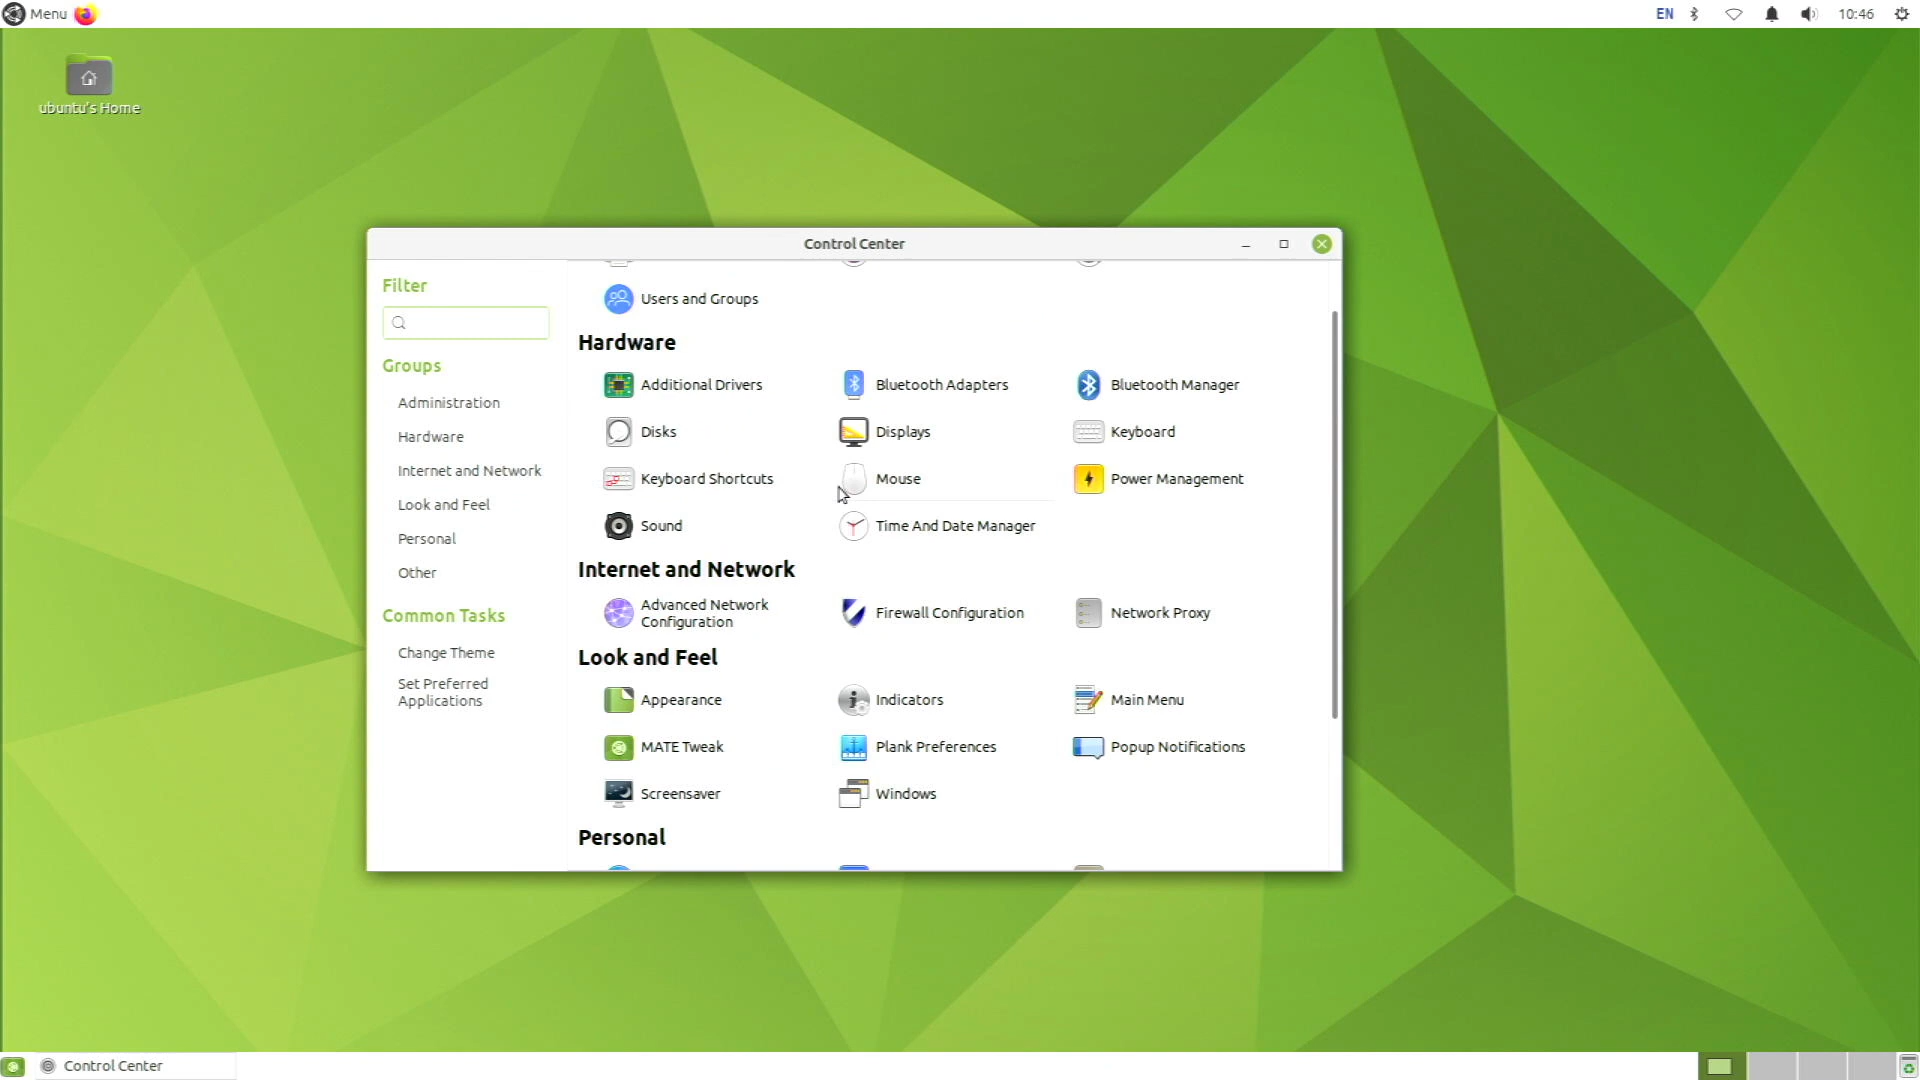 Menu
EN
10:46
ubuntu's Home
Control Center
Filter
Groups
Administration
Hardware
Internet and Network
Look and Feel
Personal
Other
Common Tasks
Change Theme
Set Preferred
Applications
Users and Groups
Hardware
Additional Drivers
Bluetooth Adapters
Bluetooth Manager
Disks
Displays
Keyboard
Keyboard Shortcuts
Mouse
Power Management
Sound
Time And Date Manager
Internet and Network
Advanced Network
Configuration
Firewall Configuration
Network Proxy
Look and Feel
Appearance
Indicators
Main Menu
MATE Tweak
Plank Preferences
Popup Notifications
Screensaver
Windows
Personal
Control Center